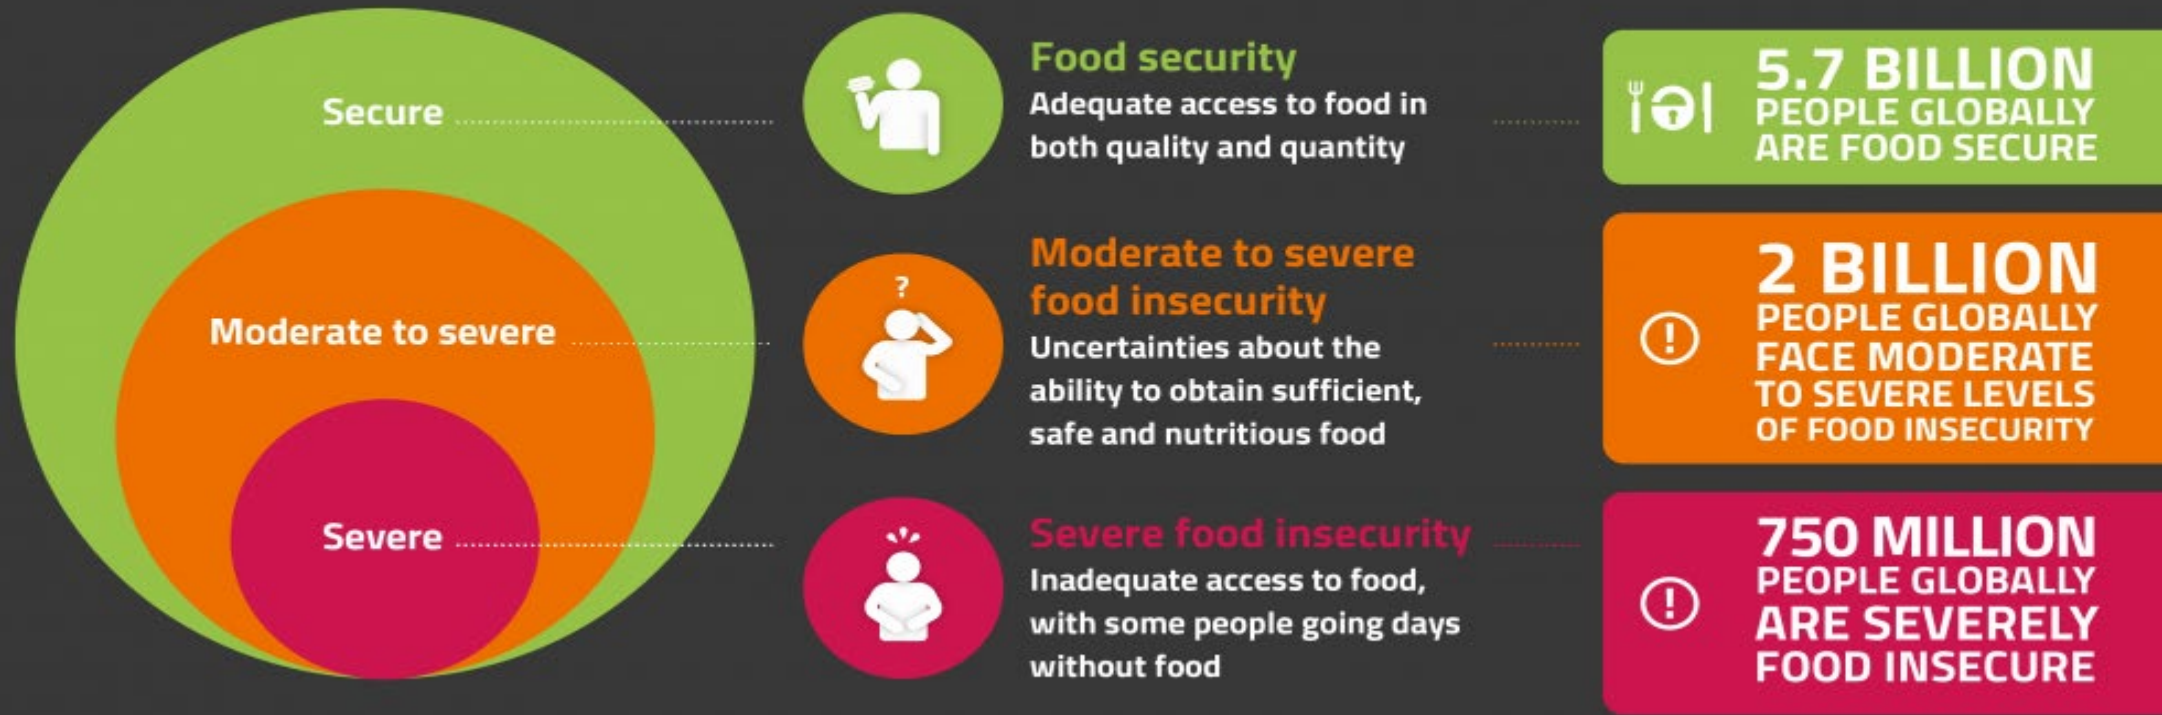 Secure
Moderate to severe
Severe
Food security
Adequate access to food in
both quality and quantity
?
Moderate to severe
food insecurity
Uncertainties about the
ability to obtain sufficient,
safe and nutritious food
Severe food insecurity
Inadequate access to food,
with some people going days
without food
5.7 BILLION
PEOPLE GLOBALLY
ARE FOOD SECURE
!
2 BILLION
PEOPLE GLOBALLY
FACE MODERATE
TO SEVERE LEVELS
OF FOOD INSECURITY
!
750 MILLION
PEOPLE GLOBALLY
ARE SEVERELY
FOOD INSECURE